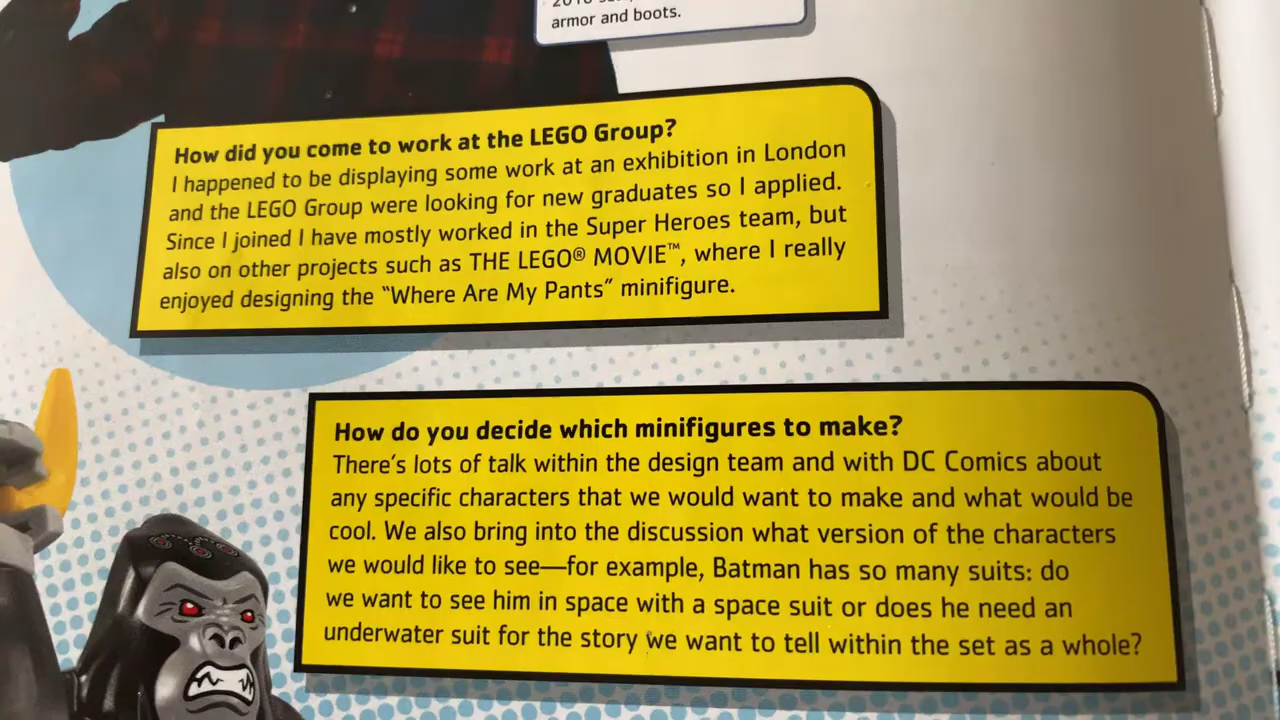 armor and boots.
How did you come to work at the LEGO Group?
I happened to be displaying some work at an exhibition in London
and the LEGO Group were looking for new graduates so I applied.
Since I joined I have mostly worked in the Super Heroes team, but
also on other projects such as THE LEGO® MOVIE™, where I really
enjoyed designing the “Where Are My Pants” minifigure.
How do you decide which minifigures to make?
There’s lots of talk within the design team and with DC Comics about
any specific characters that we would want to make and what would be
cool. We also bring into the discussion what version of the characters
we would like to see—for example, Batman has so many suits: do
we want to see him in space with a space suit or does he need an
underwater suit for the story we want to tell within the set as a whole?